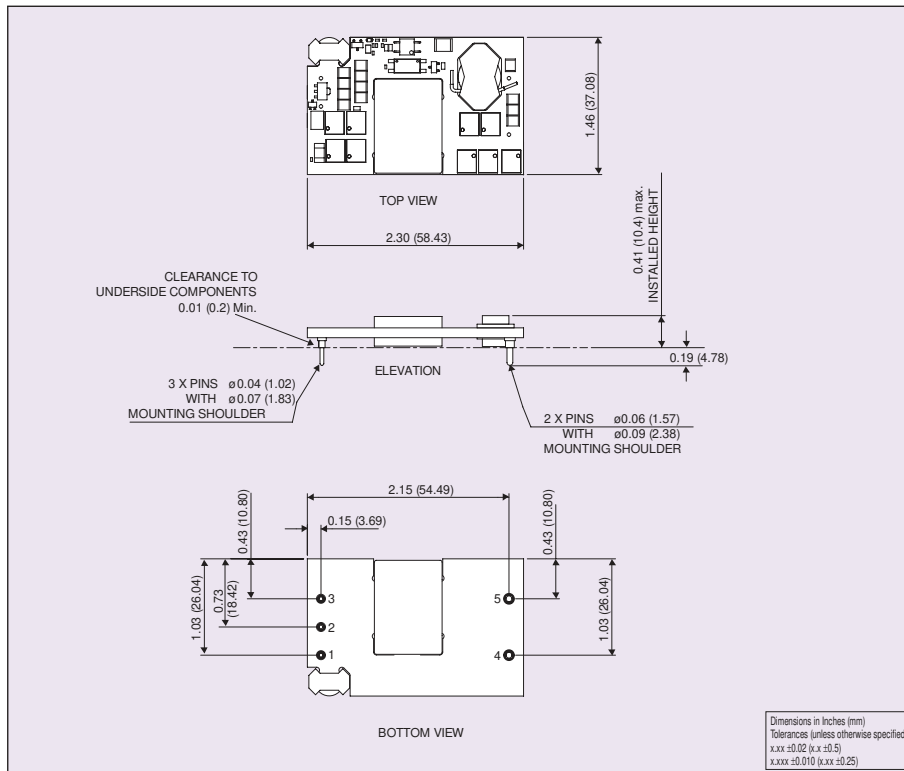 1.46 (37.08)
TOP VIEW
2.30 (58.43)
0.41 (10.4) max.
INSTALLED HEIGHT
CLEARANCE TO
UNDERSIDE COMPONENTS
0.01 (0.2) Min.
ELEVATION
0.19 (4.78)
3 X PINS ø0.04 (1.02)
WITH ø0.07 (1.83)
MOUNTING SHOULDER
2 X PINS ø0.06 (1.57)
WITH ø0.09 (2.38)
MOUNTING SHOULDER
2.15 (54.49)
0.15 (3.69)
0.43 (10.80)
0.43 (10.80)
1.03 (26.04)
0.73
(18.42)
1.03 (26.04)
3
2
1
5
4
BOTTOM VIEW
Dimensions in Inches (mm)
Tolerances (unless otherwise specified
x.xx ±0.02 (x.x ±0.5)
x.xxx ±0.010 (x.xx ±0.25)